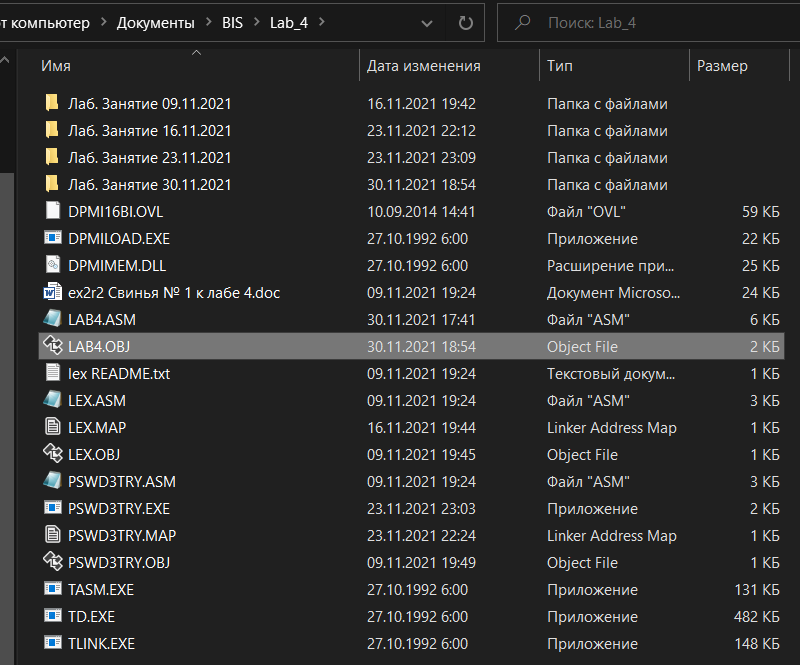 от компьютер > Документы > BIS > Lab_4 > Поиск: Lab_4
Имя Дата изменения Тип Размер
Лаб. Занятие 09.11.2021 16.11.2021 19:42 Папка с файлами
Лаб. Занятие 16.11.2021 23.11.2021 22:12 Папка с файлами
Лаб. Занятие 23.11.2021 23.11.2021 23:09 Папка с файлами
Лаб. Занятие 30.11.2021 30.11.2021 18:54 Папка с файлами
DPMI16BI.OVL 10.09.2014 14:41 Файл "OVL" 59 КБ
DPMILOAD.EXE 27.10.1992 6:00 Приложение 22 КБ
DPMIMEM.DLL 27.10.1992 6:00 Расширение при... 25 КБ
ex2r2 Свинья № 1 к лабе 4.doc 09.11.2021 19:24 Документ Microso... 24 КБ
LAB4.ASM 30.11.2021 17:41 Файл "ASM" 6 КБ
LAB4.OBJ 30.11.2021 18:54 Object File 2 КБ
lex README.txt 09.11.2021 19:24 Текстовый докум... 1 КБ
LEX.ASM 09.11.2021 19:24 Файл "ASM" 3 КБ
LEX.MAP 16.11.2021 19:44 Linker Address Map 1 КБ
LEX.OBJ 09.11.2021 19:45 Object File 1 КБ
PSWD3TRY.ASM 09.11.2021 19:24 Файл "ASM" 3 КБ
PSWD3TRY.EXE 23.11.2021 23:03 Приложение 2 КБ
PSWD3TRY.MAP 23.11.2021 22:24 Linker Address Map 1 КБ
PSWD3TRY.OBJ 09.11.2021 19:49 Object File 1 КБ
TASM.EXE 27.10.1992 6:00 Приложение 131 КБ
TD.EXE 27.10.1992 6:00 Приложение 482 КБ
TLINK.EXE 27.10.1992 6:00 Приложение 148 КБ